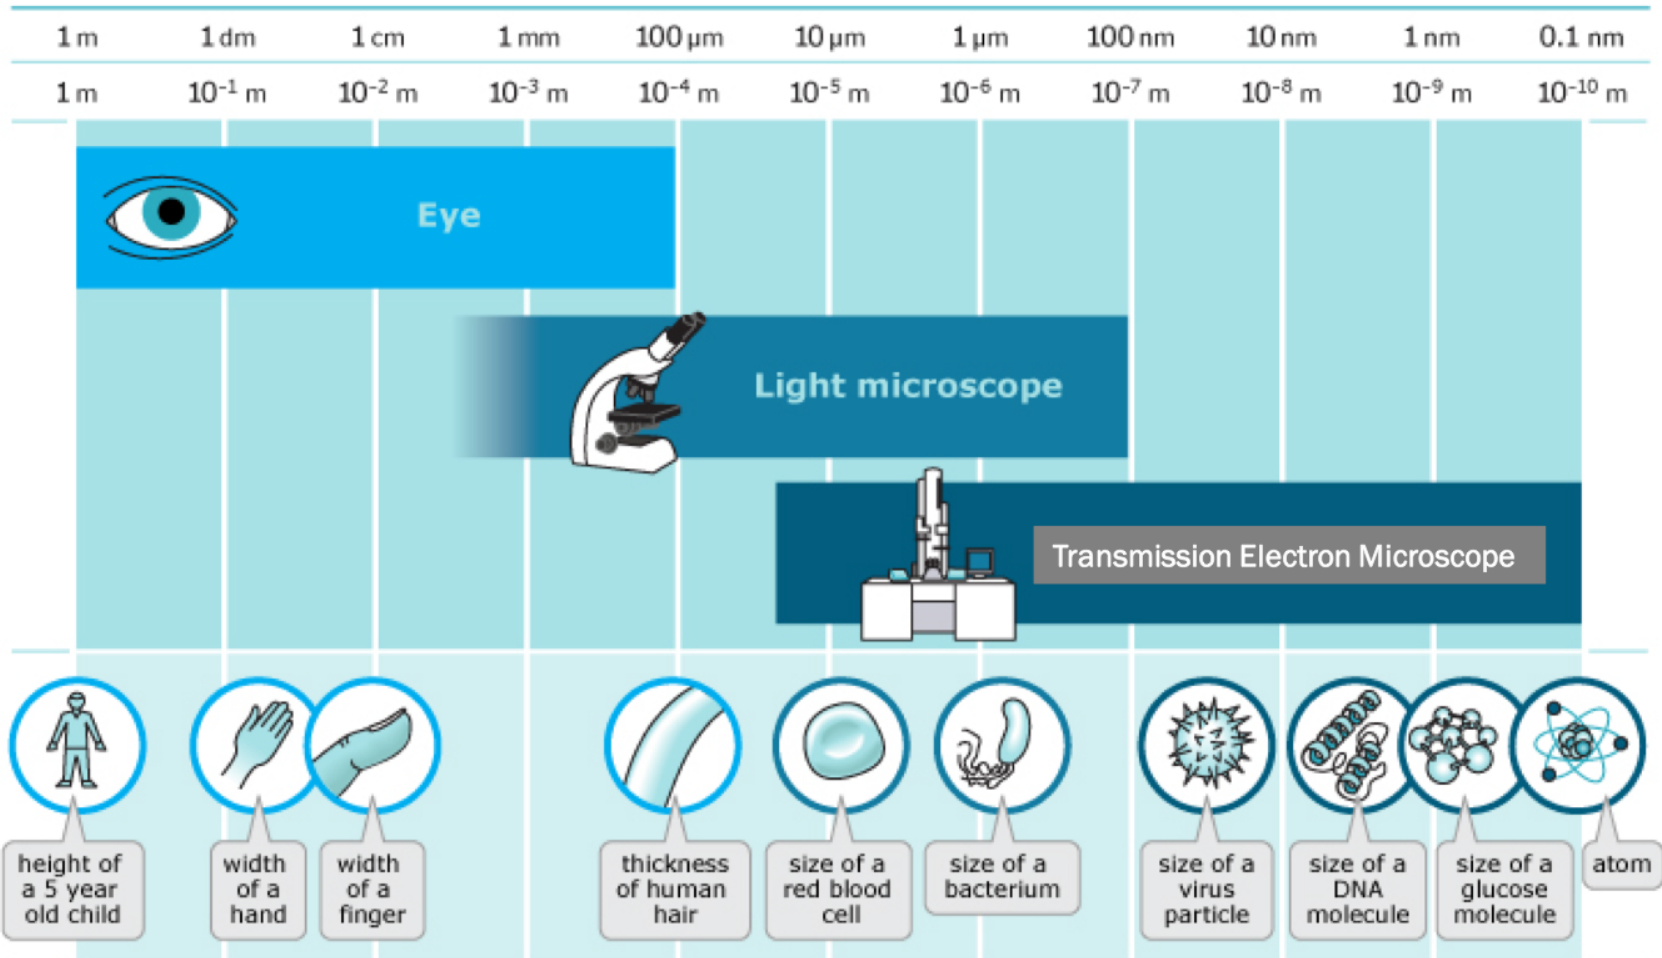 1 m 1 dm 1 cm 1 mm 100 µm 10 µm 1 µm 100 nm 10 nm 1 nm 0.1 nm
1 m 10⁻¹ m 10⁻² m 10⁻³ m 10⁻⁴ m 10⁻⁵ m 10⁻⁶ m 10⁻⁷ m 10⁻⁸ m 10⁻⁹ m 10⁻¹⁰ m
Eye
Light microscope
Transmission Electron Microscope
height of
a 5 year
old child
width
of a
hand
width
of a
finger
thickness
of human
hair
size of a
red blood
cell
size of a
bacterium
size of a
virus
particle
size of a
DNA
molecule
size of a
glucose
molecule
atom